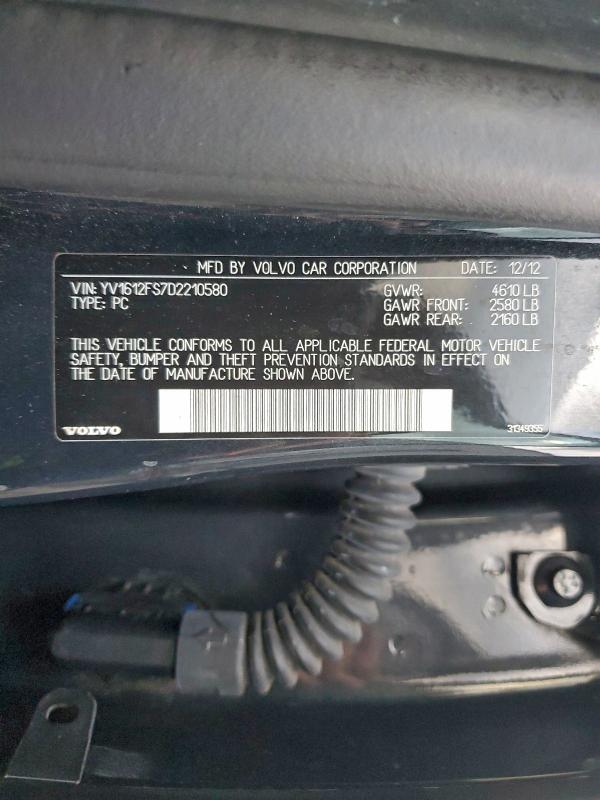 MFD BY VOLVO CAR CORPORATION DATE: 12/12
VIN: YV1612FS7D2210580 GVWR: 4610 LB
TYPE: PC GAWR FRONT: 2580 LB
GAWR REAR: 2160 LB
THIS VEHICLE CONFORMS TO ALL APPLICABLE FEDERAL MOTOR VEHICLE
SAFETY, BUMPER AND THEFT PREVENTION STANDARDS IN EFFECT ON
THE DATE OF MANUFACTURE SHOWN ABOVE.
VOLVO 31349355